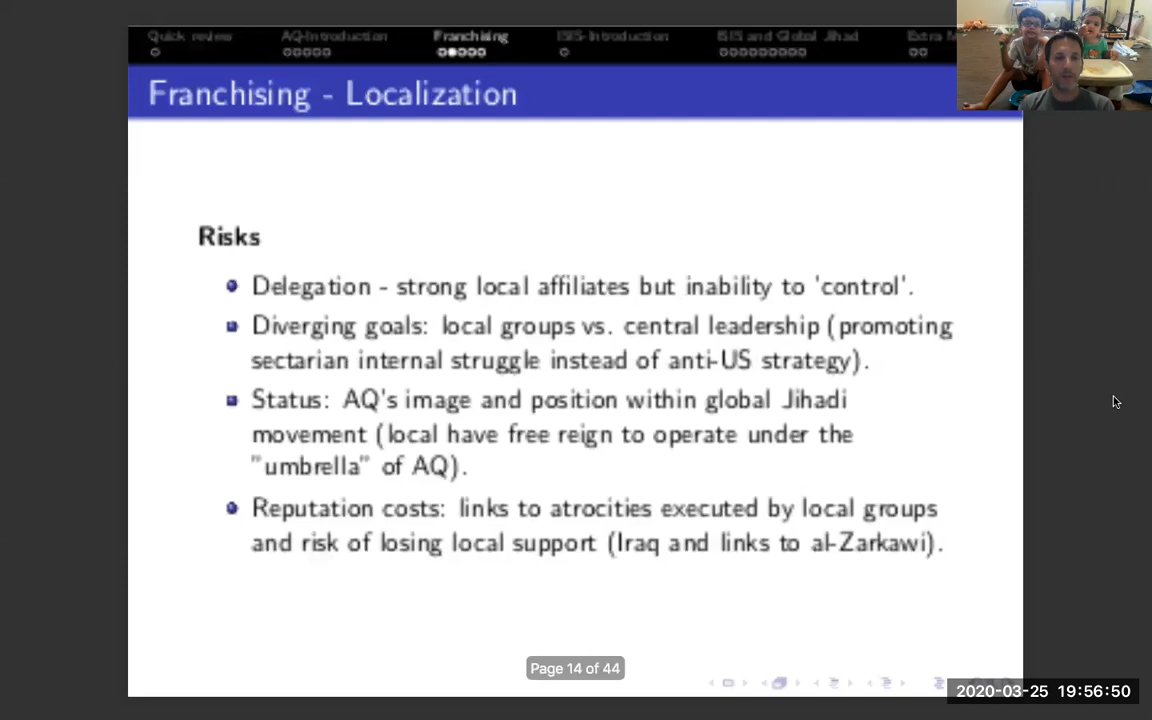 Quick review AQ-Introduction Franchising ISIS-Introduction ISIS and Global Jihad Extra
Franchising - Localization
Risks
Delegation - strong local affiliates but inability to 'control'.
Diverging goals: local groups vs. central leadership (promoting
sectarian internal struggle instead of anti-US strategy).
Status: AQ's image and position within global Jihadi
movement (local have free reign to operate under the
"umbrella" of AQ).
Reputation costs: links to atrocities executed by local groups
and risk of losing local support (Iraq and links to al-Zarkawi).
Page 14 of 44
2020-03-25 19:56:50